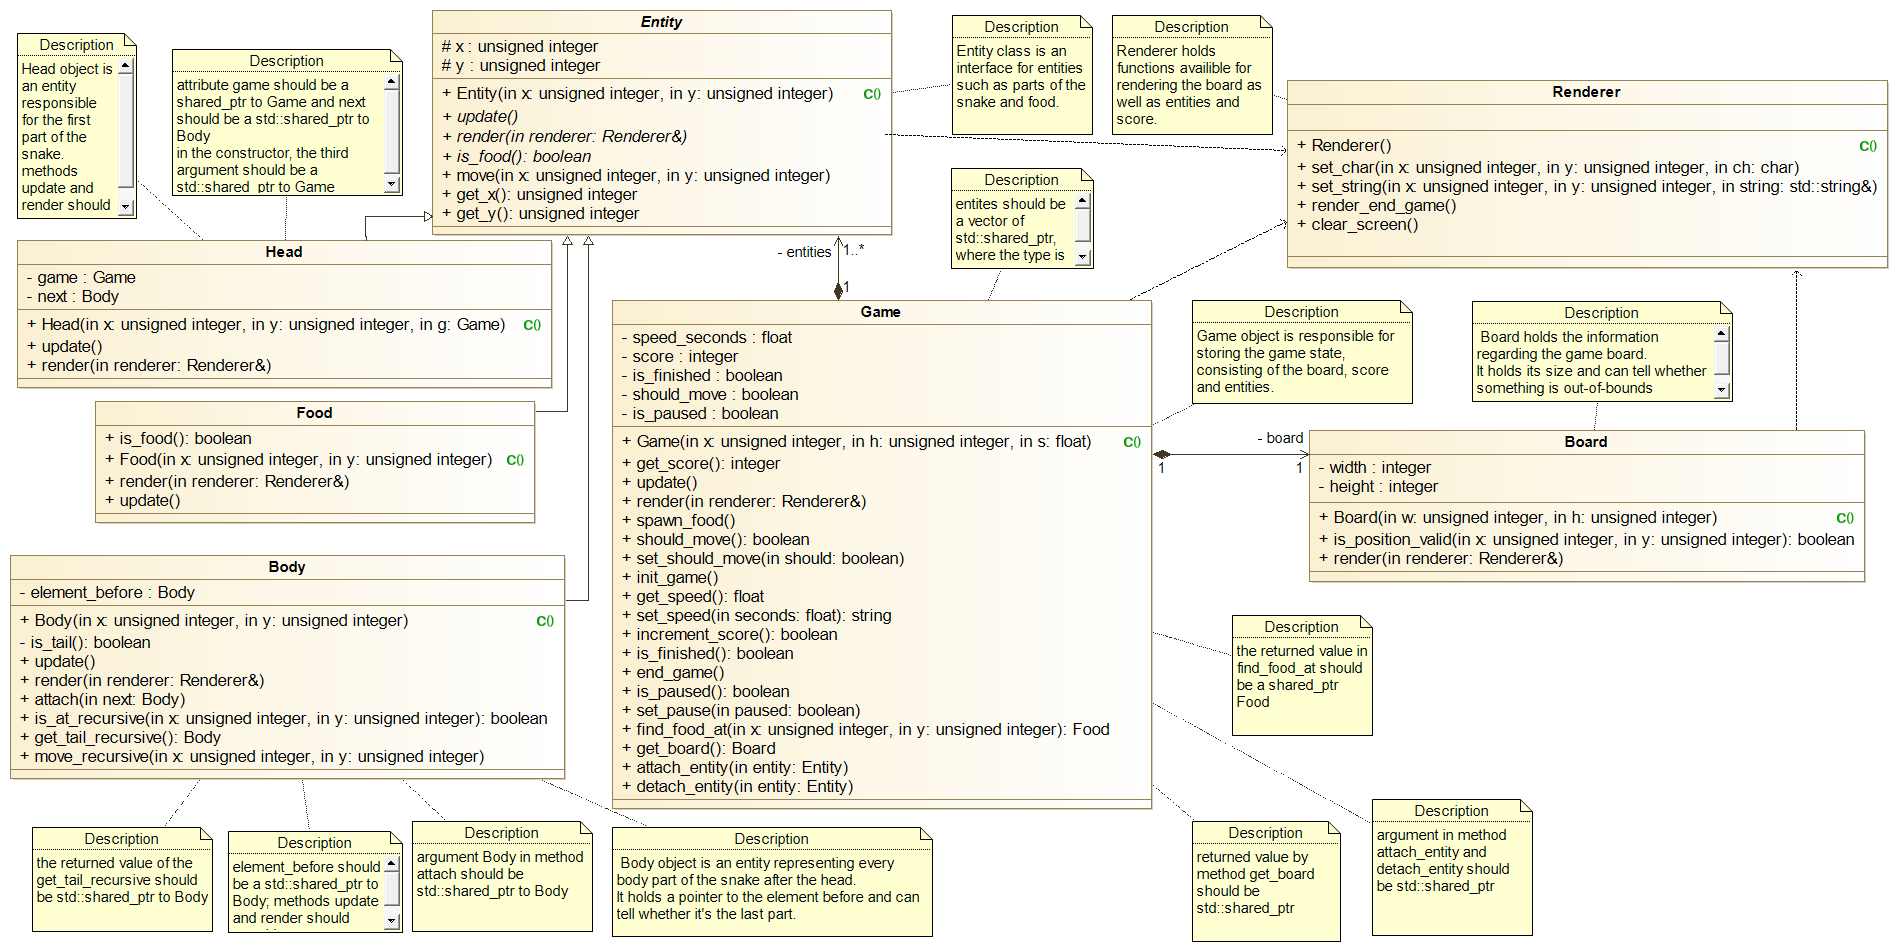 Description
Head object is
an entity
responsible
for the first
part of the
snake.
methods
update and
render should
Description
attribute game should be a
shared_ptr to Game and next
should be a std::shared_ptr to
Body
in the constructor, the third
argument should be a
std::shared_ptr to Game
Entity
# x : unsigned integer
# y : unsigned integer
+ Entity(in x: unsigned integer, in y: unsigned integer) C()
+ update()
+ render(in renderer: Renderer&)
+ is_food(): boolean
+ move(in x: unsigned integer, in y: unsigned integer)
+ get_x(): unsigned integer
+ get_y(): unsigned integer
Description
Entity class is an
interface for entities
such as parts of the
snake and food.
Description
Renderer holds
functions availible for
rendering the board as
well as entities and
score.
Renderer
+ Renderer() C()
+ set_char(in x: unsigned integer, in y: unsigned integer, in ch: char)
+ set_string(in x: unsigned integer, in y: unsigned integer, in string: std::string&)
+ render_end_game()
+ clear_screen()
Description
entites should be
a vector of
std::shared_ptr,
where the type is
- entities 1..*
1
Head
- game : Game
- next : Body
+ Head(in x: unsigned integer, in y: unsigned integer, in g: Game) C()
+ update()
+ render(in renderer: Renderer&)
Food
+ is_food(): boolean
+ Food(in x: unsigned integer, in y: unsigned integer) C()
+ render(in renderer: Renderer&)
+ update()
Body
- element_before : Body
+ Body(in x: unsigned integer, in y: unsigned integer) C()
- is_tail(): boolean
+ update()
+ render(in renderer: Renderer&)
+ attach(in next: Body)
+ is_at_recursive(in x: unsigned integer, in y: unsigned integer): boolean
+ get_tail_recursive(): Body
+ move_recursive(in x: unsigned integer, in y: unsigned integer)
Game
- speed_seconds : float
- score : integer
- is_finished : boolean
- should_move : boolean
- is_paused : boolean
+ Game(in x: unsigned integer, in h: unsigned integer, in s: float) C()
+ get_score(): integer
+ update()
+ render(in renderer: Renderer&)
+ spawn_food()
+ should_move(): boolean
+ set_should_move(in should: boolean)
+ init_game()
+ get_speed(): float
+ set_speed(in seconds: float): string
+ increment_score(): boolean
+ is_finished(): boolean
+ end_game()
+ is_paused(): boolean
+ set_pause(in paused: boolean)
+ find_food_at(in x: unsigned integer, in y: unsigned integer): Food
+ get_board(): Board
+ attach_entity(in entity: Entity)
+ detach_entity(in entity: Entity)
Description
Game object is responsible for
storing the game state,
consisting of the board, score
and entities.
Description
Board holds the information
regarding the game board.
It holds its size and can tell whether
something is out-of-bounds
- board
1 1
Board
- width : integer
- height : integer
+ Board(in w: unsigned integer, in h: unsigned integer) C()
+ is_position_valid(in x: unsigned integer, in y: unsigned integer): boolean
+ render(in renderer: Renderer&)
Description
the returned value in
find_food_at should
be a shared_ptr
Food
Description
the returned value of the
get_tail_recursive should
be std::shared_ptr to Body
Description
element_before should
be a std::shared_ptr to
Body; methods update
and render should
Description
argument Body in method
attach should be
std::shared_ptr to Body
Description
Body object is an entity representing every
body part of the snake after the head.
It holds a pointer to the element before and can
tell whether it's the last part.
Description
returned value by
method get_board
should be
std::shared_ptr
Description
argument in method
attach_entity and
detach_entity should
be std::shared_ptr